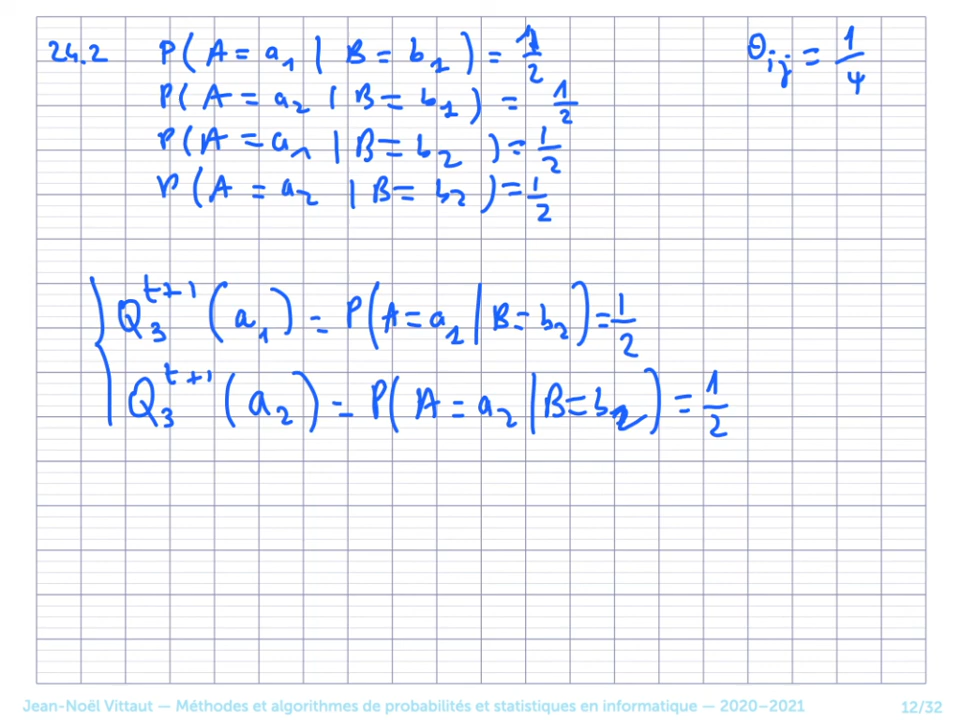 24.2 P(A = a₁ | B = b₁) = 1/2 θᵢⱼ = 1/4
P(A = a₂ | B = b₁) = 1/2
P(A = a₁ | B = b₂) = 1/2
P(A = a₂ | B = b₂) = 1/2
Q₃ᵗ⁺¹(a₁) = P(A = a₁ | B = b₂) = 1/2
Q₃ᵗ⁺¹(a₂) = P(A = a₂ | B = b₂) = 1/2
Jean-Noël Vittaut — Méthodes et algorithmes de probabilités et statistiques en informatique — 2020–2021 12/32